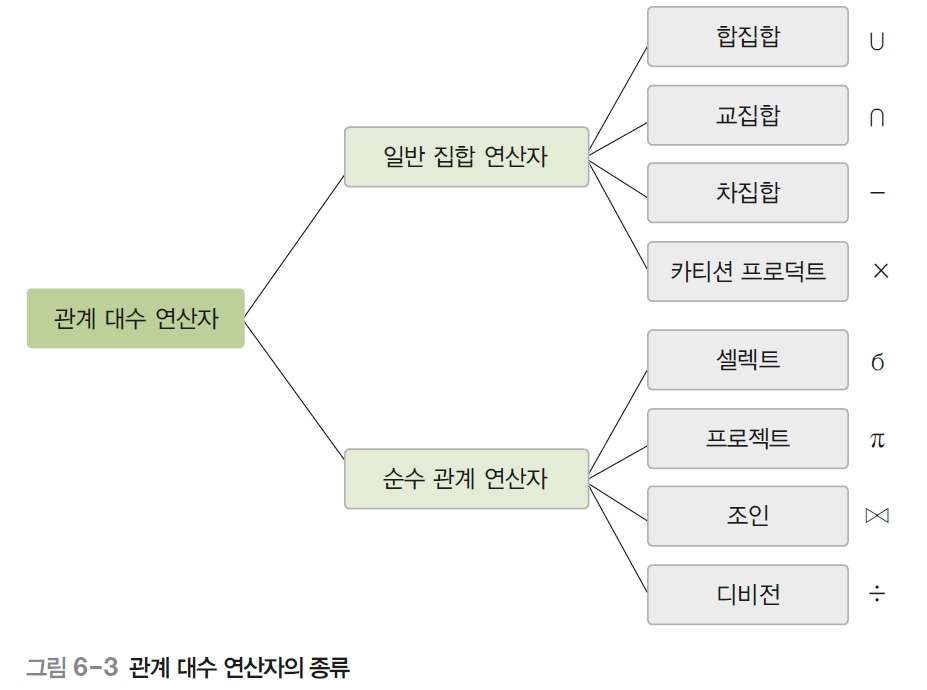 관계 대수 연산자
일반 집합 연산자
합집합 ∪
교집합 ∩
차집합 −
카티션 프로덕트 ×
순수 관계 연산자
셀렉트 б
프로젝트 π
조인 ⋈
디비전 ÷
그림 6-3 관계 대수 연산자의 종류